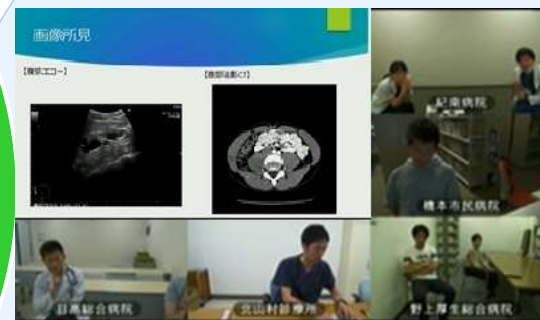 画像所見
【腹部エコー】
【腹部造影CT】
紀南病院
橋本市民病院
日高総合病院
北山村診療所
野上厚生総合病院